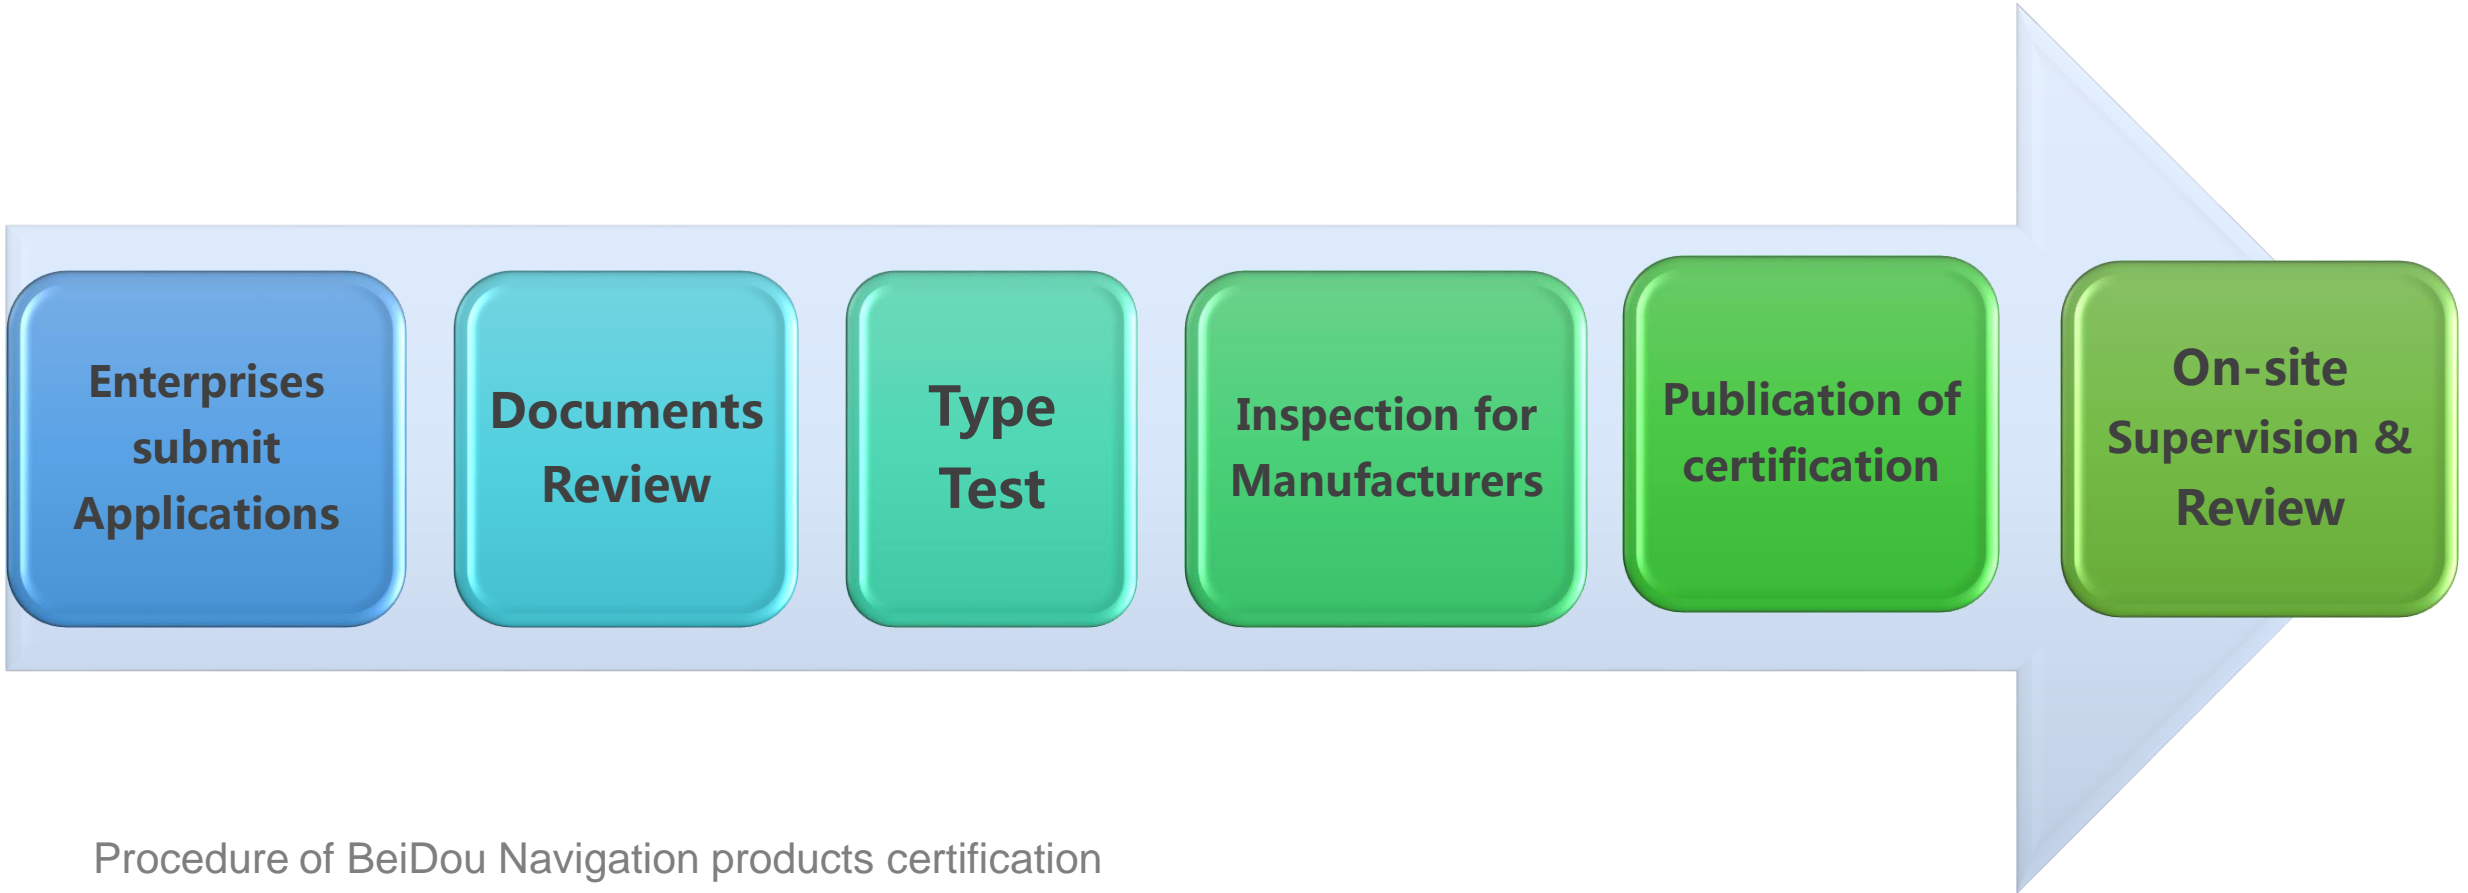 Enterprises
submit
Applications
Documents
Review
Type
Test
Inspection for
Manufacturers
Publication of
certification
On-site
Supervision &
Review
Procedure of BeiDou Navigation products certification